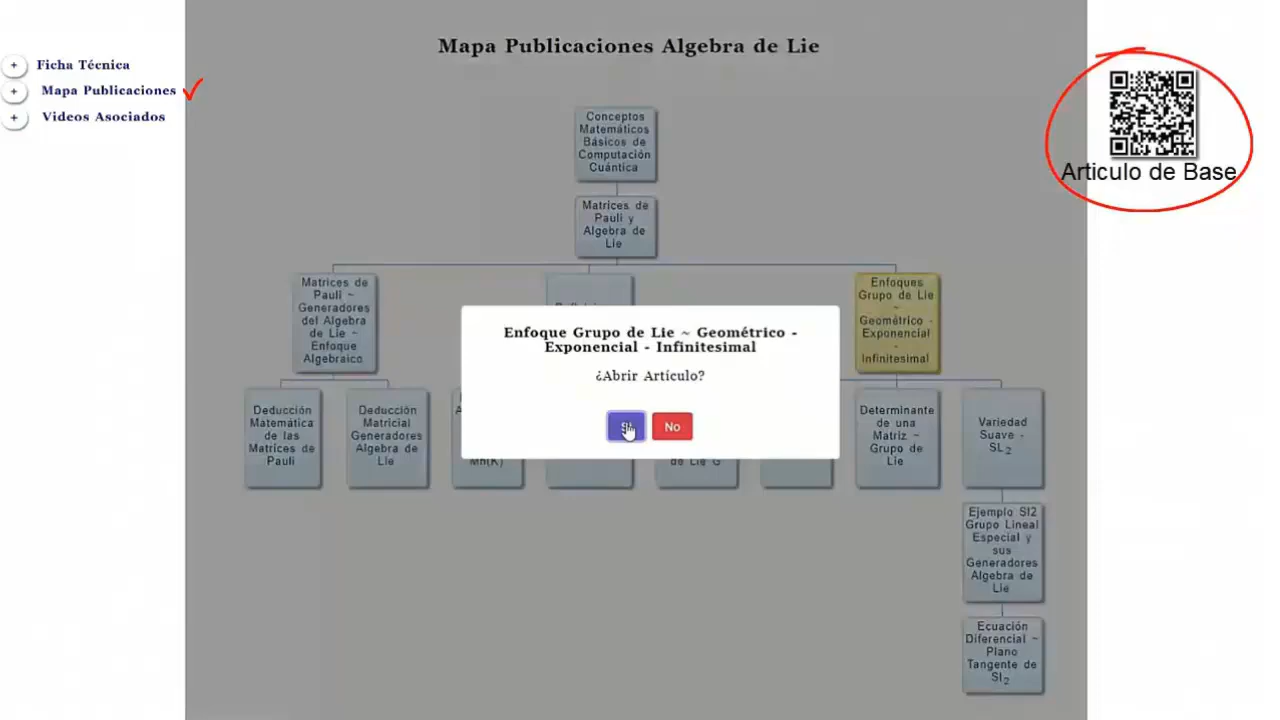 Mapa Publicaciones Algebra de Lie
+ Ficha Técnica
+ Mapa Publicaciones
+ Videos Asociados
Articulo de Base
Conceptos
Matemáticos
Básicos de
Computación
Cuántica
Matrices de
Pauli y
Algebra de
Lie
Matrices de
Pauli ~
Generadores
del Algebra
de Lie ~
Enfoque
Algebraico
Enfoques
Grupo de Lie
~
Geométrico -
Exponencial
-
Infinitesimal
Enfoque Grupo de Lie ~ Geométrico -
Exponencial - Infinitesimal
¿Abrir Artículo?
No
Deducción
Matemática
de las
Matrices de
Pauli
Deducción
Matricial
Generadores
Algebra de
Lie
Mn(K)
de Lie G
Determinante
de una
Matriz ~
Grupo de
Lie
Variedad
Suave -
SL2
Ejemplo Sl2
Grupo Lineal
Especial y
sus
Generadores
Algebra de
Lie
Ecuación
Diferencial ~
Plano
Tangente de
Sl2